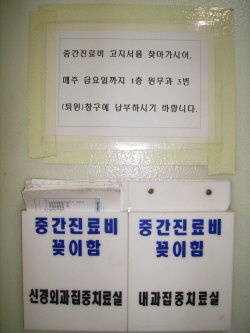 중간진료비 고지서를 찾아가시어,
매주 금요일까지 1층 원무과 3번
(퇴원)창구에 납부하시기 바랍니다.
중간진료비
꽂이함
신경외과집중치료실
중간진료비
꽂이함
내과집중치료실